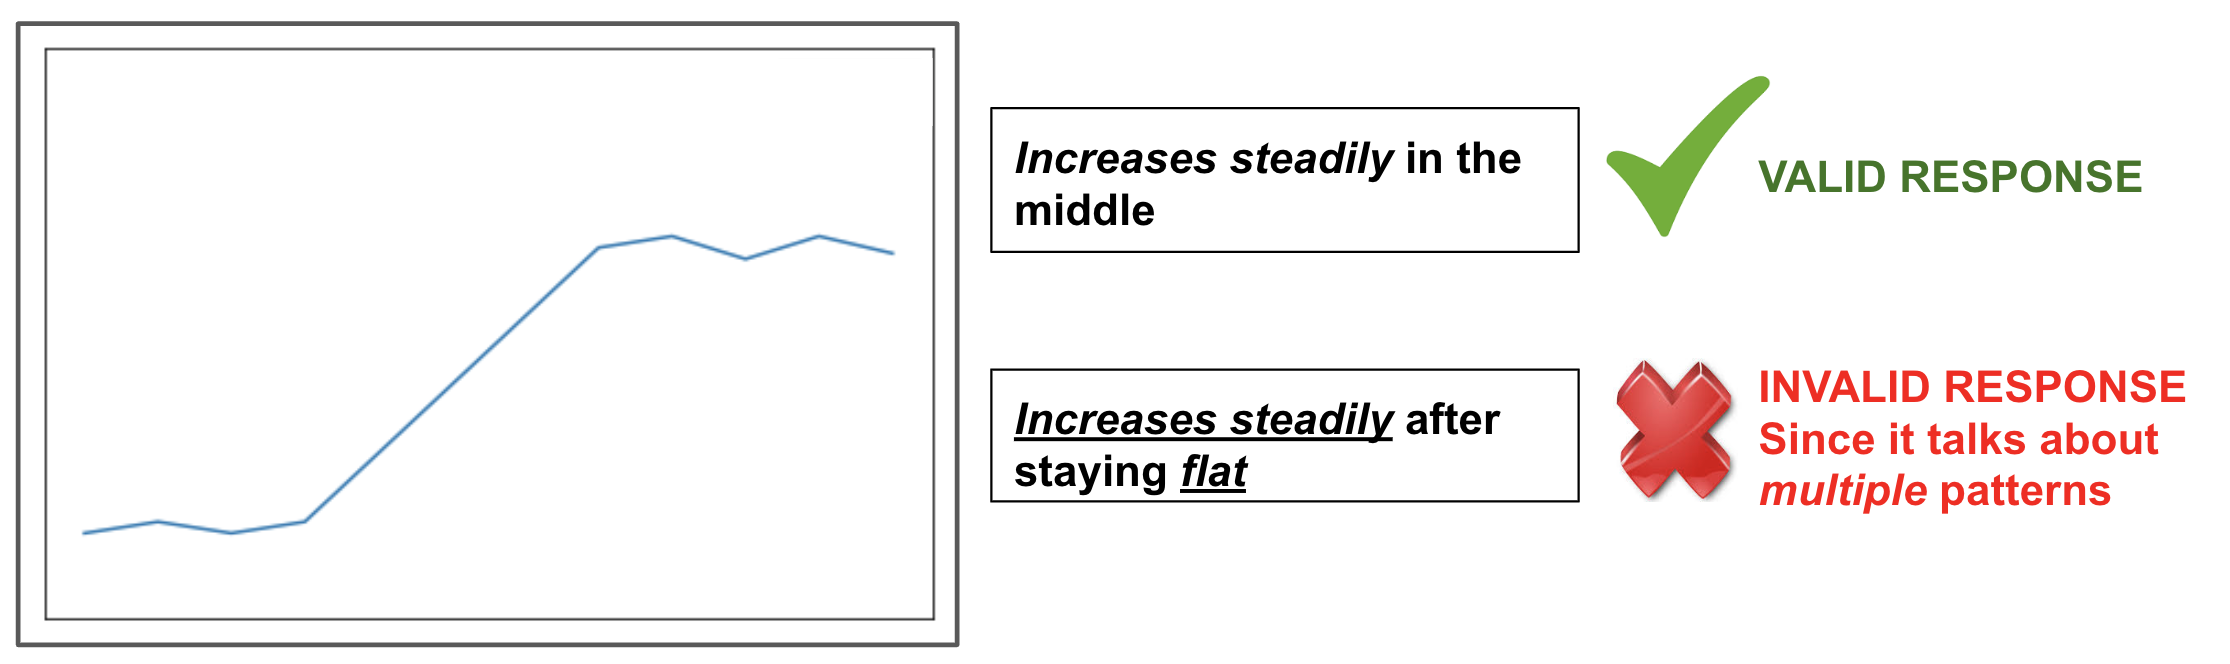 Increases steadily in the
middle
VALID RESPONSE
Increases steadily after
staying flat
INVALID RESPONSE
Since it talks about
multiple patterns